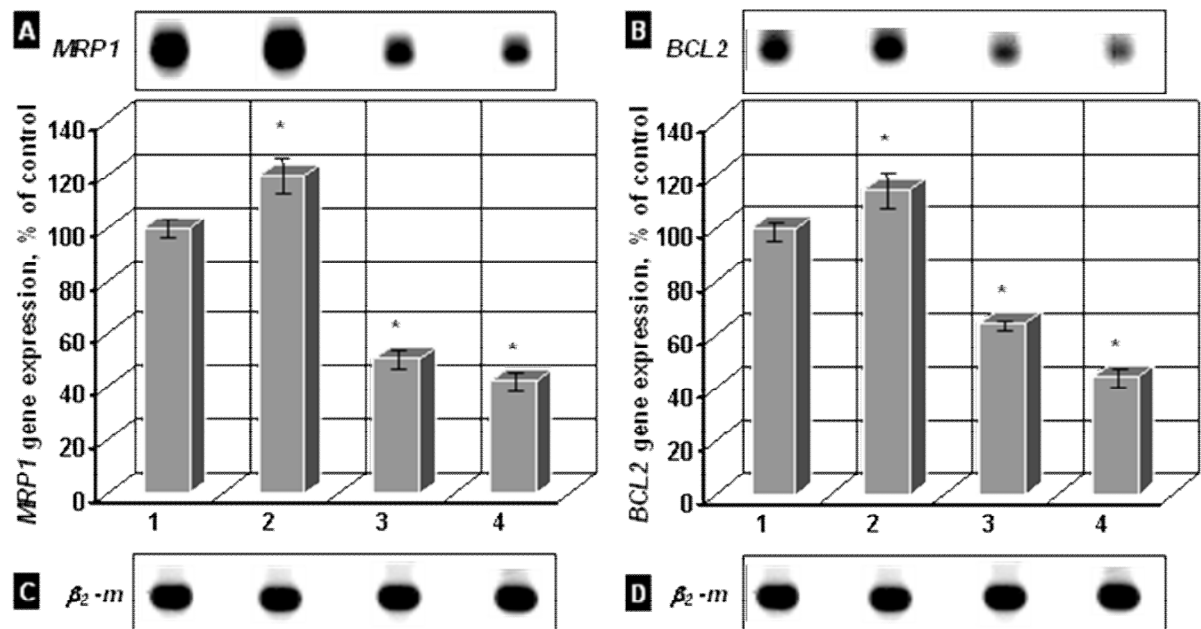 A
MRP1
MRP1 gene expression, % of control
140
120
100
80
60
40
20
0
*
*
*
*
1 2 3 4
C
β2-m
B
BCL2
BCL2 gene expression, % of control
140
120
100
80
60
40
20
0
*
*
*
*
1 2 3 4
D
β2-m